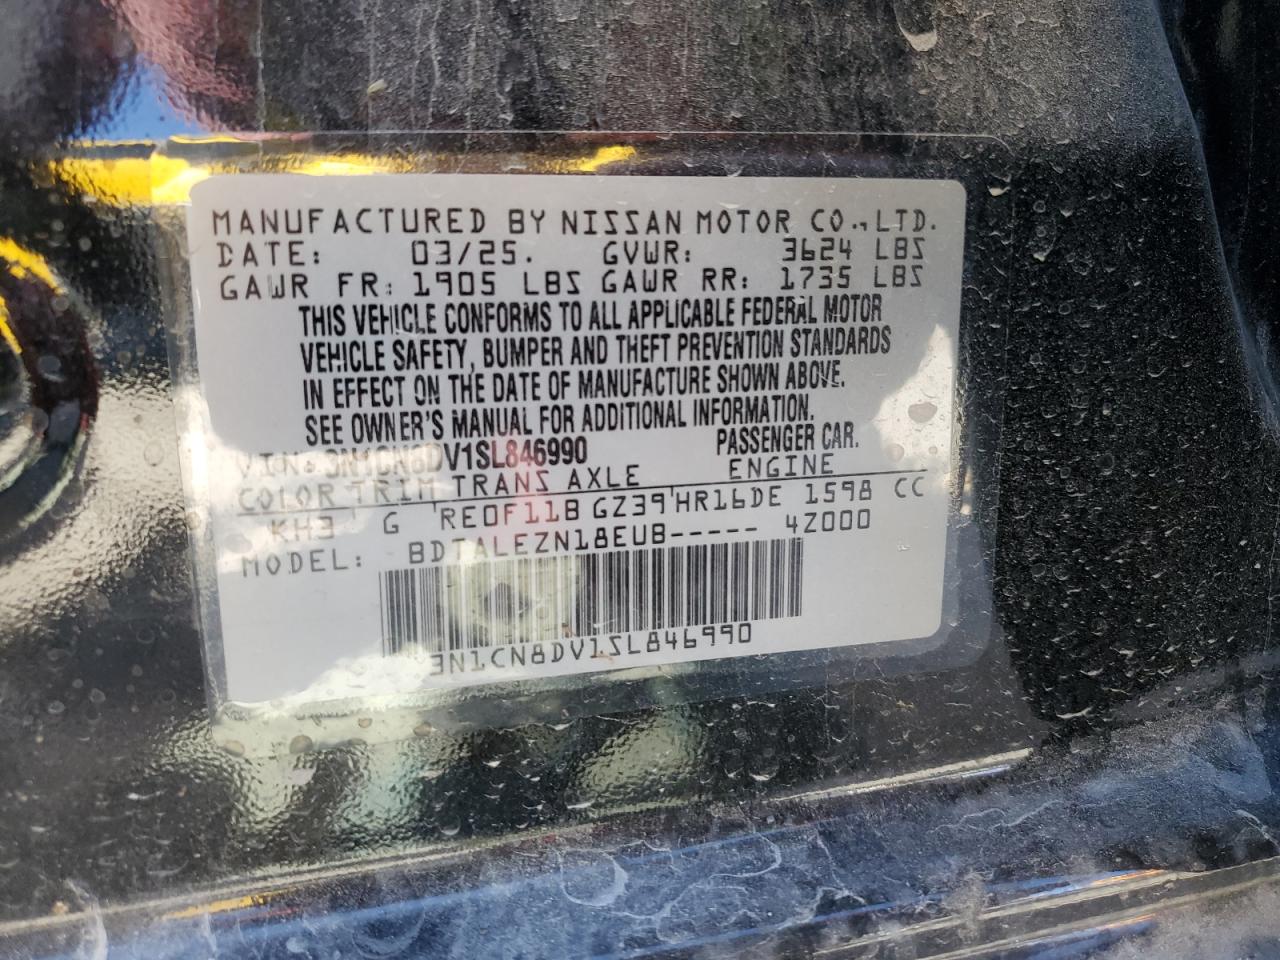 MANUFACTURED BY NISSAN MOTOR CO., LTD.
DATE: 03/25. GVWR: 3624 LBS
GAWR FR: 1905 LBS GAWR RR: 1735 LBS
THIS VEHICLE CONFORMS TO ALL APPLICABLE FEDERAL MOTOR
VEHICLE SAFETY, BUMPER AND THEFT PREVENTION STANDARDS
IN EFFECT ON THE DATE OF MANUFACTURE SHOWN ABOVE.
SEE OWNER'S MANUAL FOR ADDITIONAL INFORMATION.
VIN: 3N1CN8DV1SL846990 PASSENGER CAR.
COLOR TRIM TRANS AXLE ENGINE
KH3 G RE0F11B GZ39 HR16DE 1598 CC
MODEL: BDTALEZN18EUB----- 4Z000
3N1CN8DV1SL846990